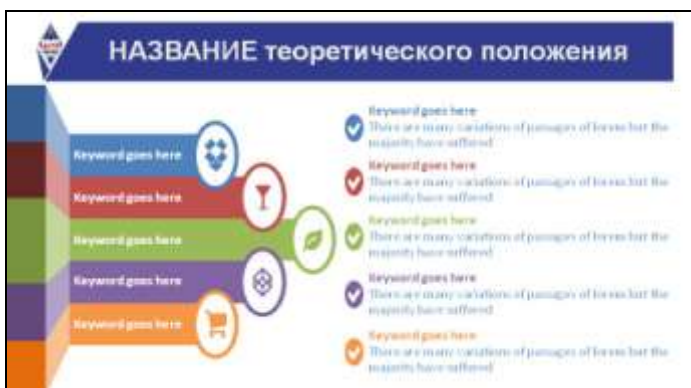 НАЗВАНИЕ теоретического положения
Keyword goes here
Keyword goes here
Keyword goes here
Keyword goes here
Keyword goes here
Keyword goes here
There are many variations of passages of lorem but the
majority have suffered
Keyword goes here
There are many variations of passages of lorem but the
majority have suffered
Keyword goes here
There are many variations of passages of lorem but the
majority have suffered
Keyword goes here
There are many variations of passages of lorem but the
majority have suffered
Keyword goes here
There are many variations of passages of lorem but the
majority have suffered